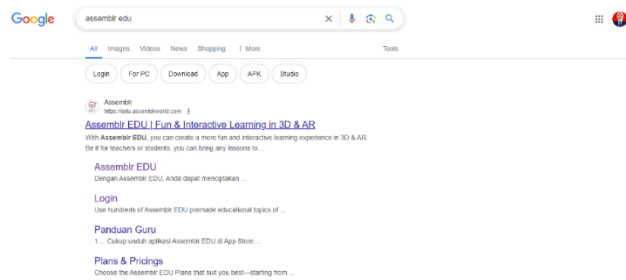 Google
assemblr edu
All Images Videos News Shopping More Tools
Login For PC Download App APK Studio
Assemblr
https://edu.assemblrworld.com
Assemblr EDU | Fun & Interactive Learning in 3D & AR
With Assemblr EDU, you can create a more fun and interactive learning experience in 3D & AR.
Be it for teachers or students, you can bring any lessons to ...
Assemblr EDU
Dengan Assemblr EDU, Anda dapat menciptakan ...
Login
Use hundreds of Assemblr EDU premade educational topics of ...
Panduan Guru
1 ... Cukup unduh aplikasi Assemblr EDU di App Store ...
Plans & Pricings
Choose the Assemblr EDU Plans that suit you best—starting from ...